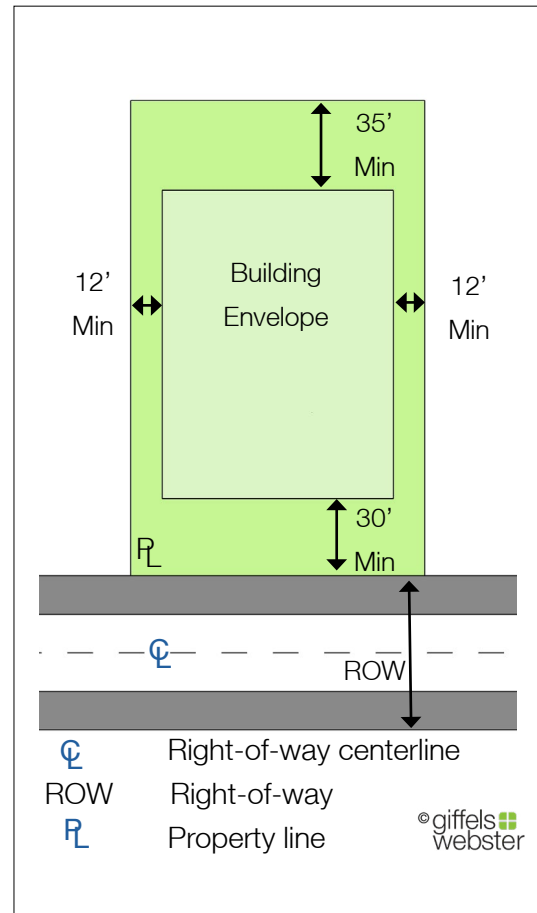 35’
Min
12’
Min
Building
Envelope
12’
Min
30’
Min
PL
CL
ROW
CL Right-of-way centerline
ROW Right-of-way
PL Property line
© giffels
webster